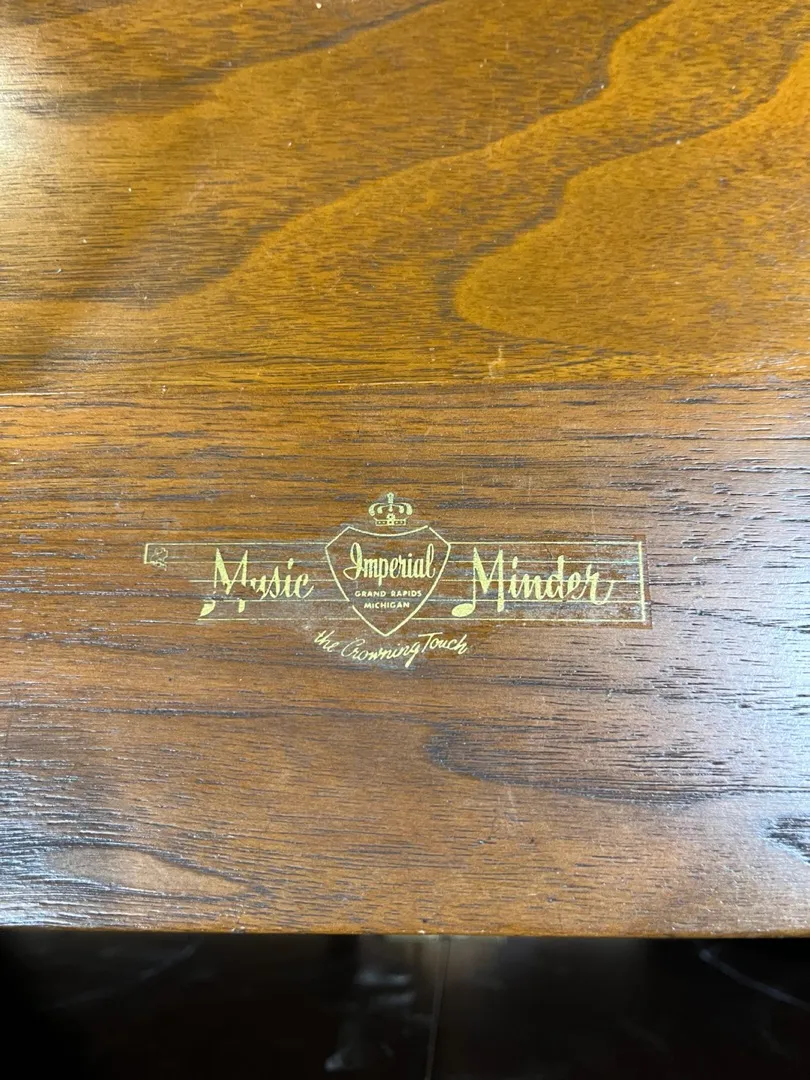 Music Imperial Minder
GRAND RAPIDS
MICHIGAN
the Crowning Touch